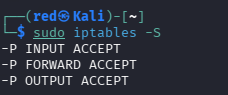 ┌──(red㉿Kali)-[~]
└─$ sudo iptables -S
-P INPUT ACCEPT
-P FORWARD ACCEPT
-P OUTPUT ACCEPT